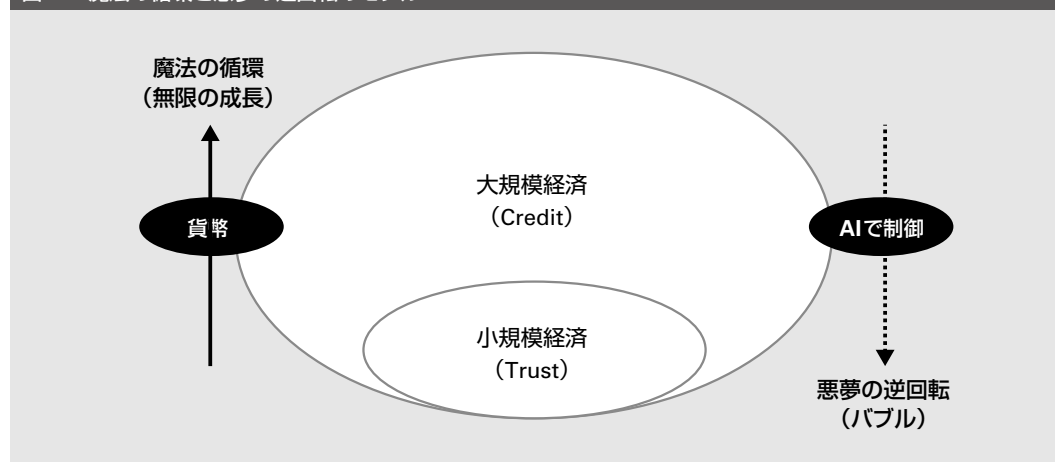 魔法の循環
（無限の成長）
大規模経済
（Credit）
貨幣
AIで制御
小規模経済
（Trust）
悪夢の逆回転
（バブル）